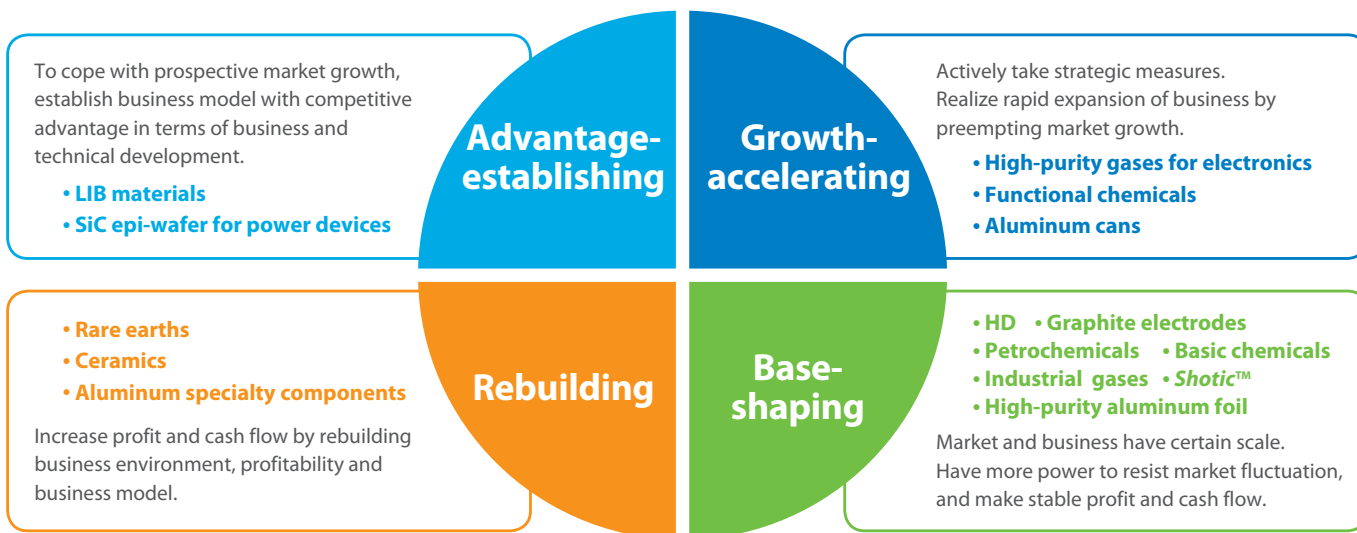 To cope with prospective market growth,
establish business model with competitive
advantage in terms of business and
technical development.
• LIB materials
• SiC epi-wafer for power devices
Advantage-
establishing
Growth-
accelerating
Actively take strategic measures.
Realize rapid expansion of business by
preempting market growth.
• High-purity gases for electronics
• Functional chemicals
• Aluminum cans
• Rare earths
• Ceramics
• Aluminum specialty components
Increase profit and cash flow by rebuilding
business environment, profitability and
business model.
Rebuilding
Base-
shaping
• HD • Graphite electrodes
• Petrochemicals • Basic chemicals
• Industrial gases • Shotic™
• High-purity aluminum foil
Market and business have certain scale.
Have more power to resist market fluctuation,
and make stable profit and cash flow.